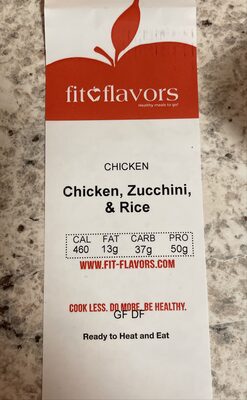 fit flavors
healthy meals to go!
CHICKEN
Chicken, Zucchini,
& Rice
CAL FAT CARB PRO
460 13g 37g 50g
WWW.FIT-FLAVORS.COM
COOK LESS. DO MORE. BE HEALTHY.
GF DF
Ready to Heat and Eat